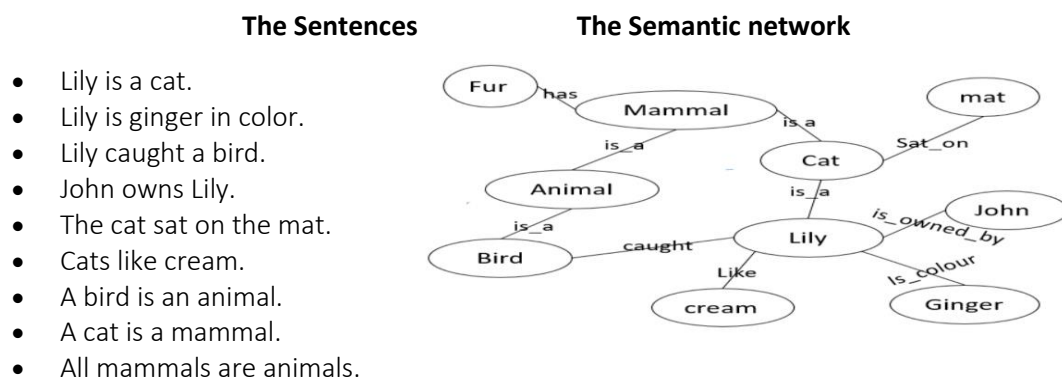 The Sentences
The Semantic network
• Lily is a cat.
• Lily is ginger in color.
• Lily caught a bird.
• John owns Lily.
• The cat sat on the mat.
• Cats like cream.
• A bird is an animal.
• A cat is a mammal.
• All mammals are animals.
Fur
has
Mammal
is a
mat
Sat_on
is_a
Cat
Animal
is_a
is_a
John
is_owned_by
Lily
caught
Bird
Like
Is_colour
cream
Ginger